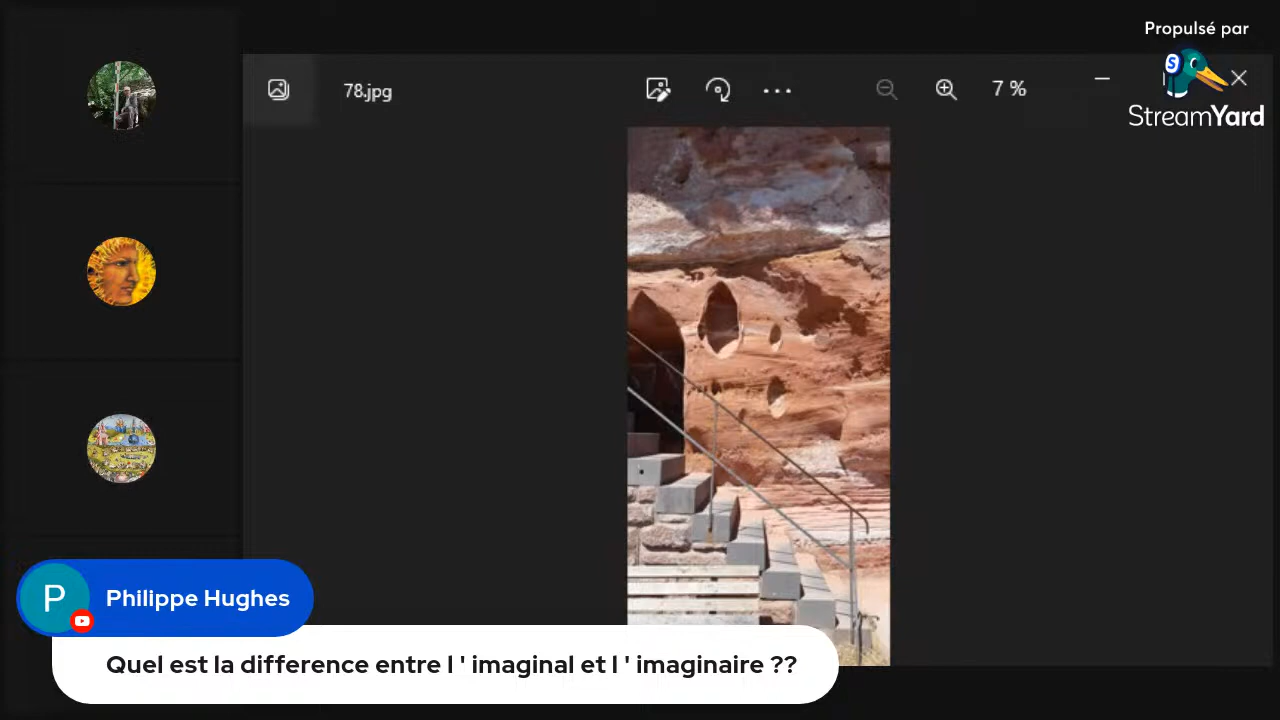 Propulsé par
StreamYard
78.jpg
7 %
S
P
Philippe Hughes
Quel est la difference entre l ' imaginal et l ' imaginaire ??